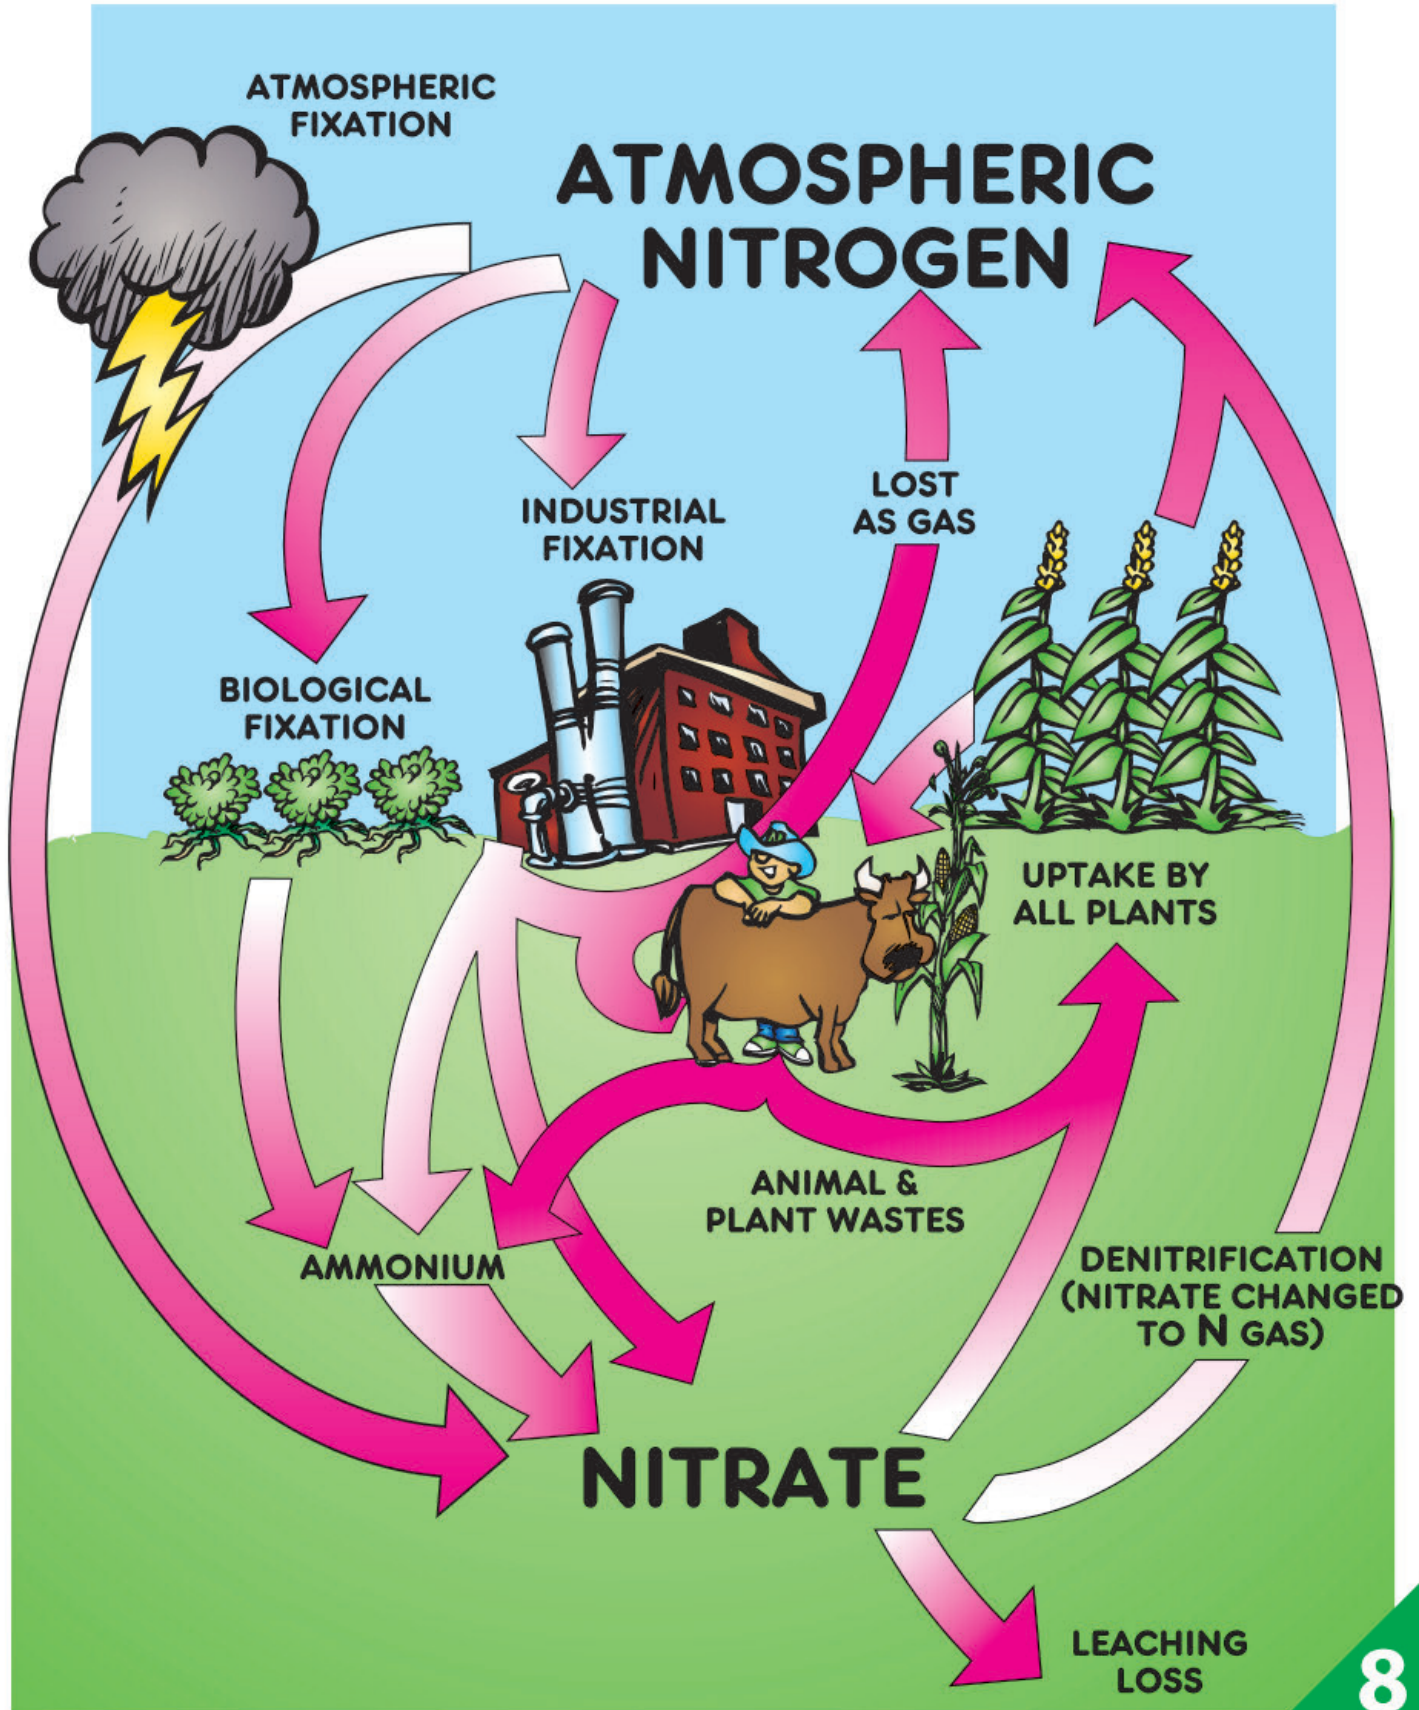 ATMOSPHERIC
FIXATION
ATMOSPHERIC
NITROGEN
LOST
AS GAS
INDUSTRIAL
FIXATION
BIOLOGICAL
FIXATION
UPTAKE BY
ALL PLANTS
ANIMAL &
PLANT WASTES
AMMONIUM
DENITRIFICATION
(NITRATE CHANGED
TO N GAS)
NITRATE
LEACHING
LOSS
8